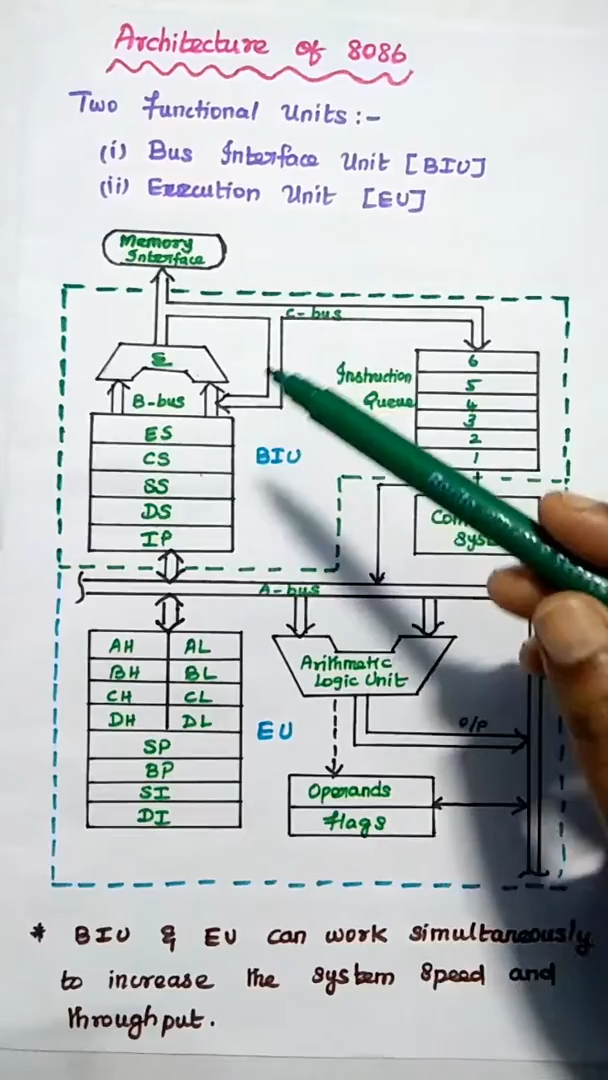 Architecture of 8086
Two Functional Units :-
(i) Bus Interface Unit [BIU]
(ii) Execution Unit [EU]
Memory
Interface
C-bus
Σ
B-bus
Instruction
Queue
6
5
4
3
2
1
ES
CS
SS
DS
IP
BIU
A-bus
AH AL
BH BL
CH CL
DH DL
SP
BP
SI
DI
EU
Arithmatic
Logic Unit
O/P
Operands
flags
* BIU & EU can work simultaneously
to increase the system speed and
throughput.